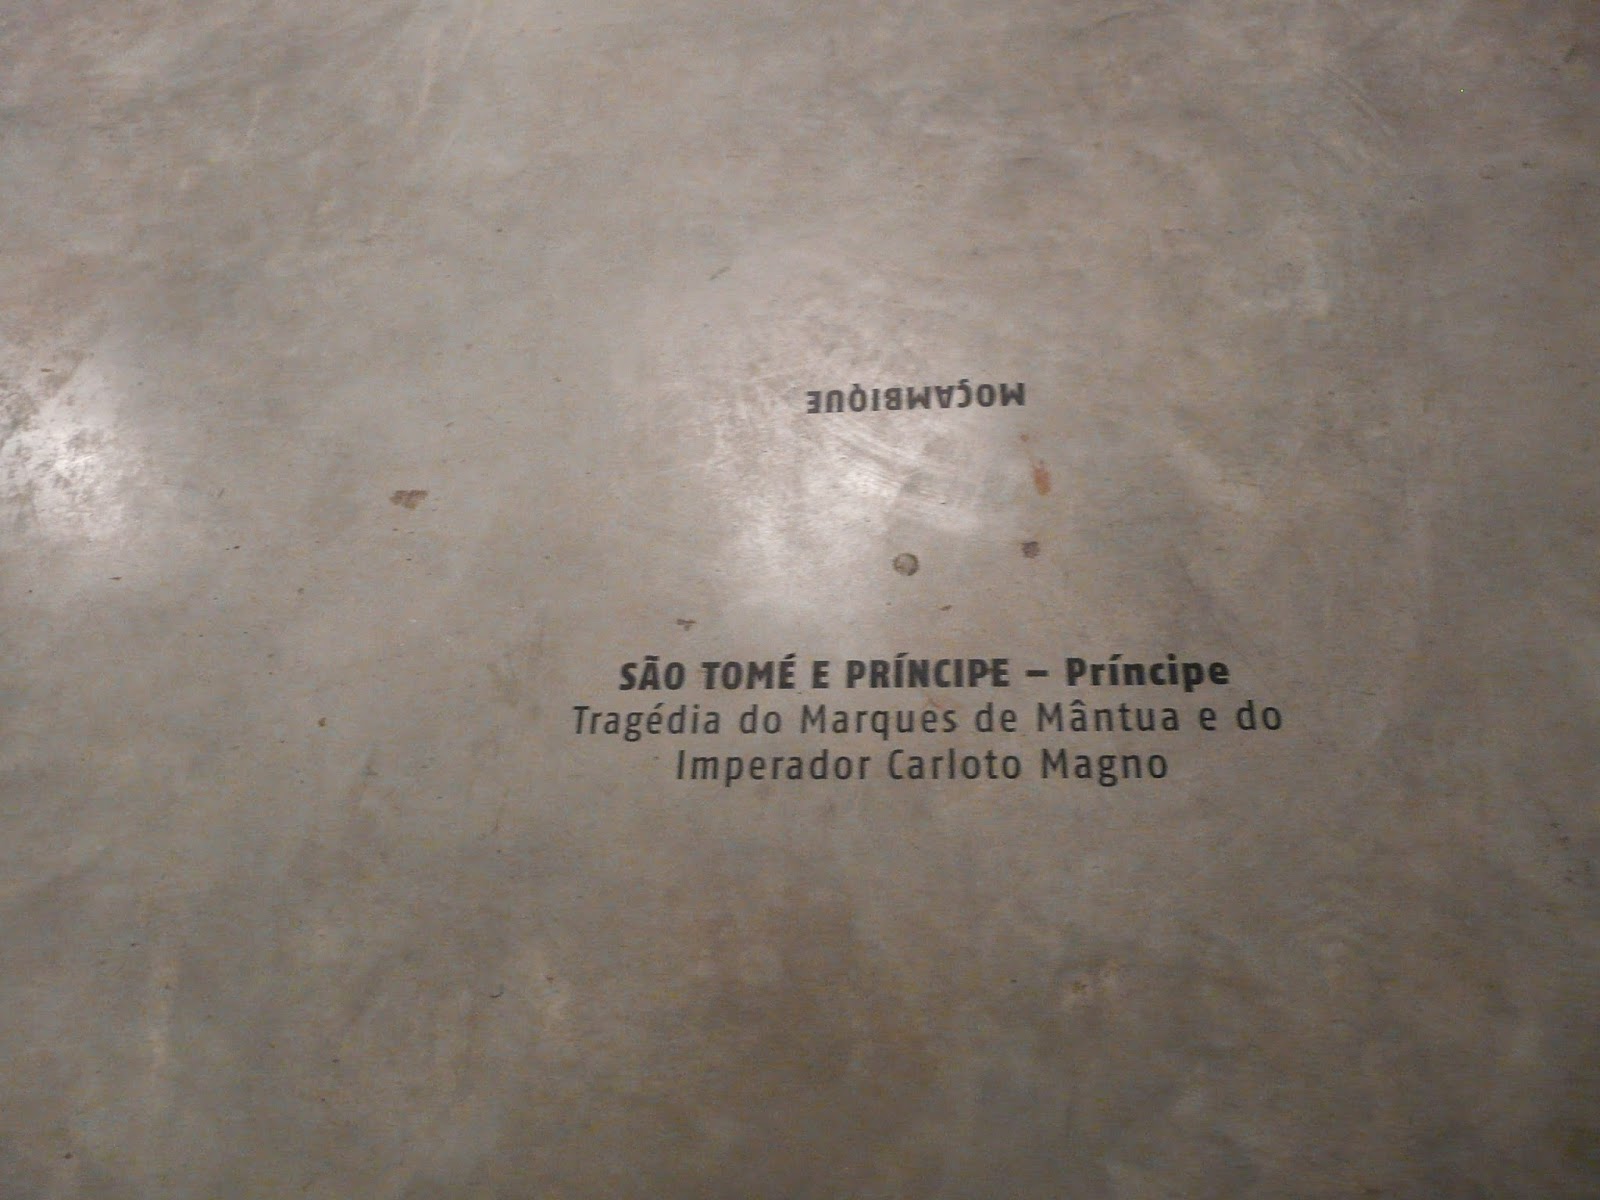 MOÇAMBIQUE
SÃO TOMÉ E PRÍNCIPE – Príncipe
Tragédia do Marques de Mântua e do
Imperador Carloto Magno